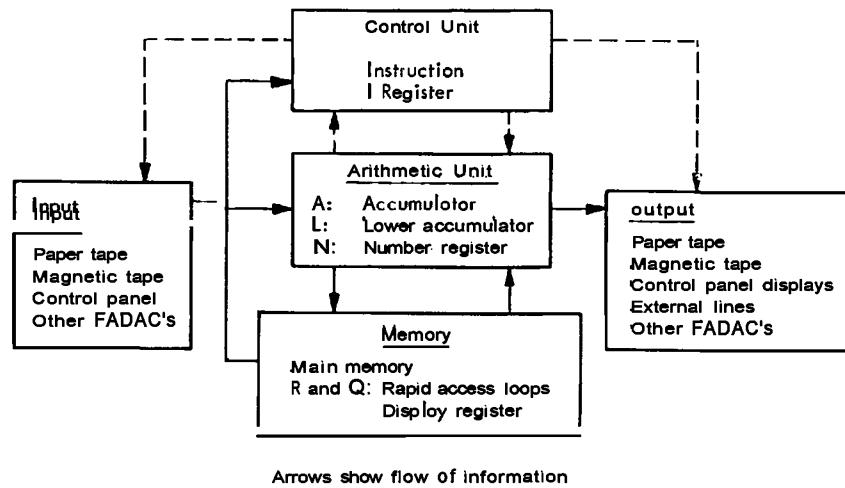 Control Unit
Instruction
I Register
Arithmetic Unit
A: Accumulator
L: Lower accumulator
N: Number register
Input
Input
Paper tape
Magnetic tape
Control panel
Other FADAC's
output
Paper tape
Magnetic tape
Control panel displays
External lines
Other FADAC's
Memory
Main memory
R and Q: Rapid access loops
Display register
Arrows show flow of information